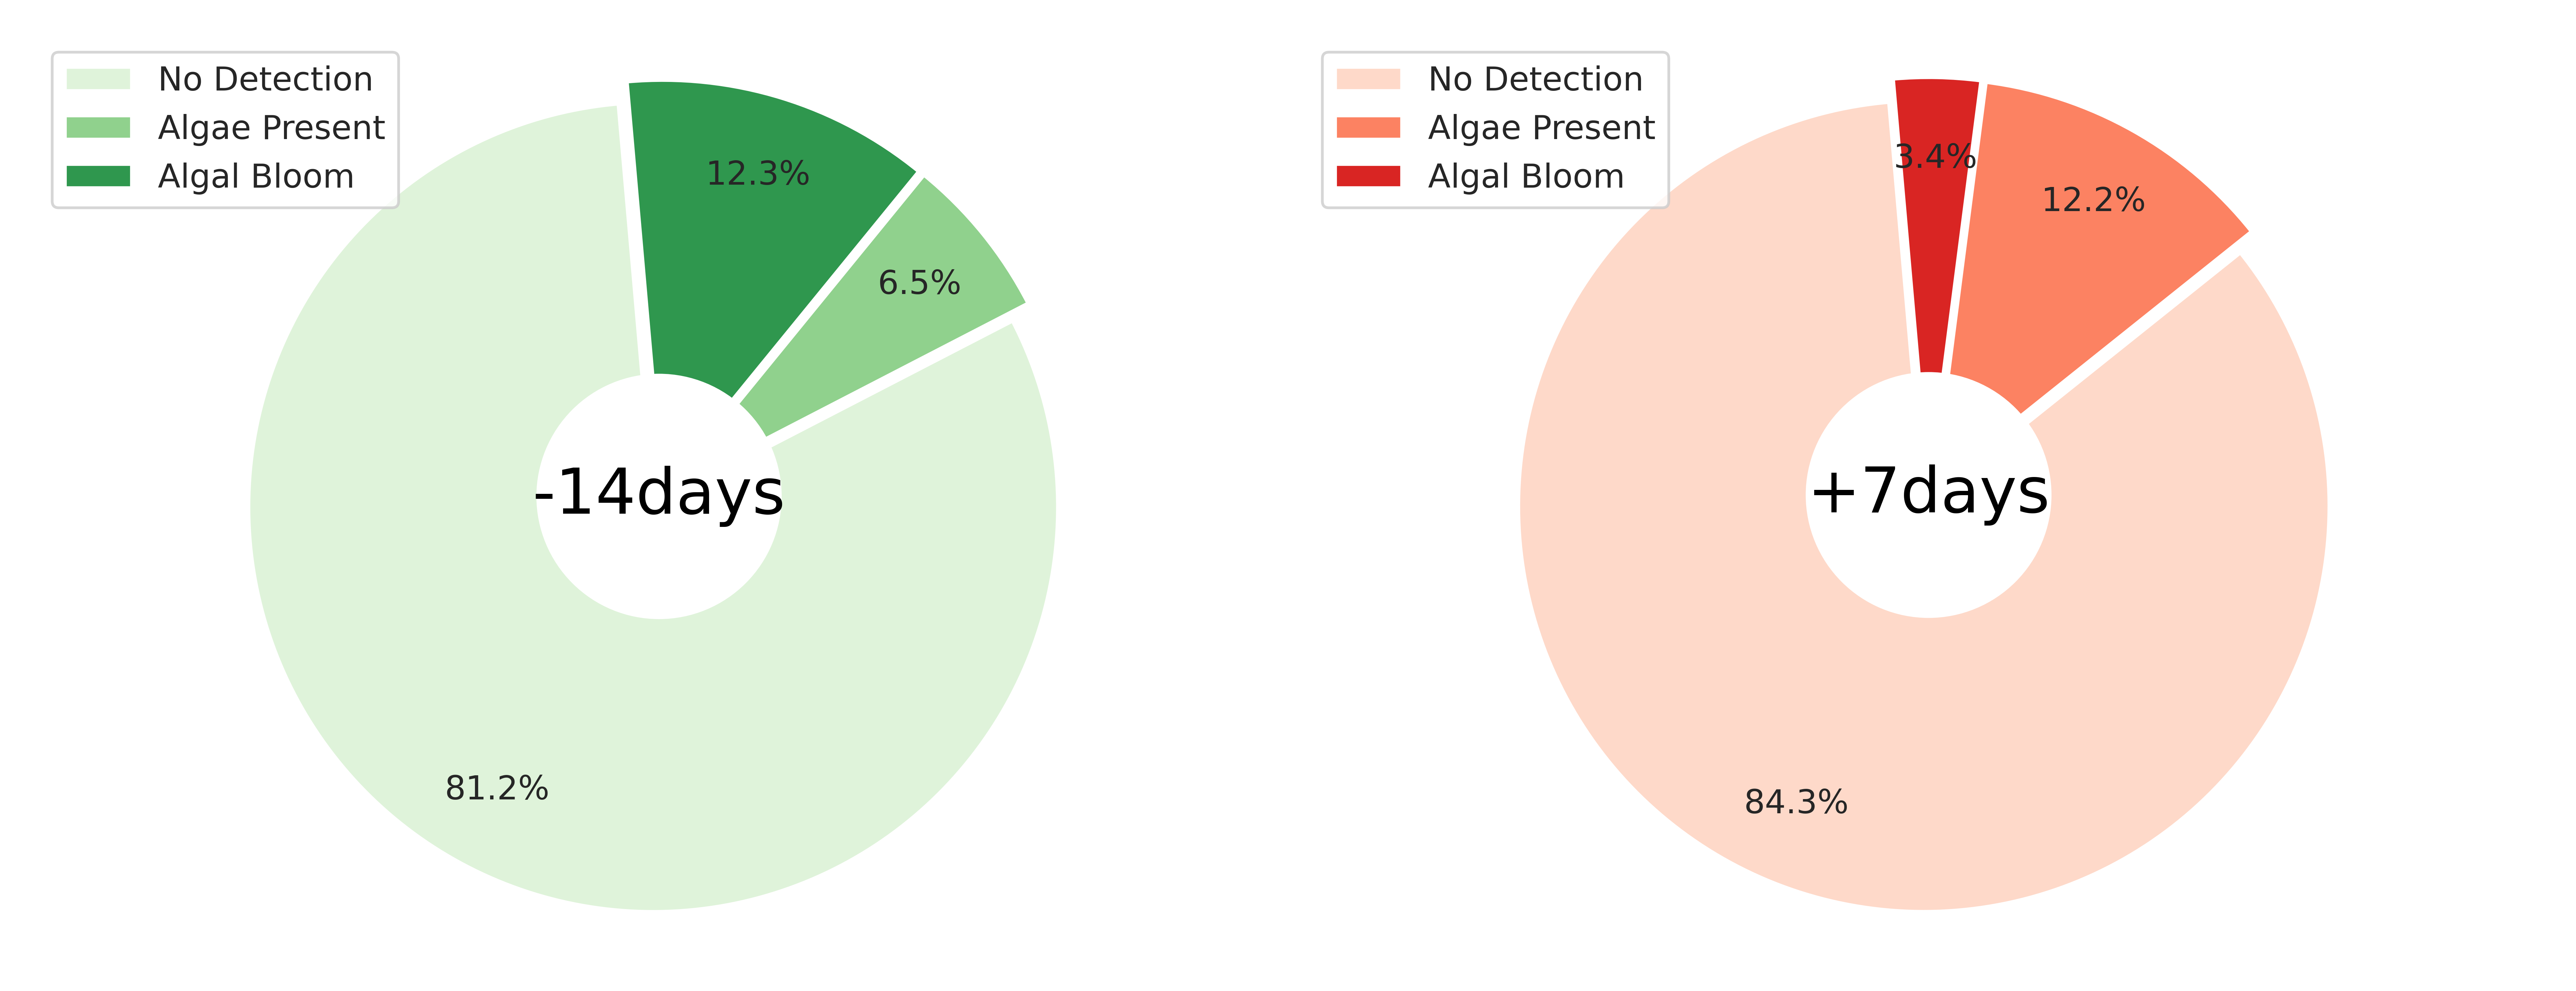 No Detection
Algae Present
Algal Bloom
12.3%
6.5%
-14days
81.2%
No Detection
Algae Present
Algal Bloom
3.4%
12.2%
+7days
84.3%